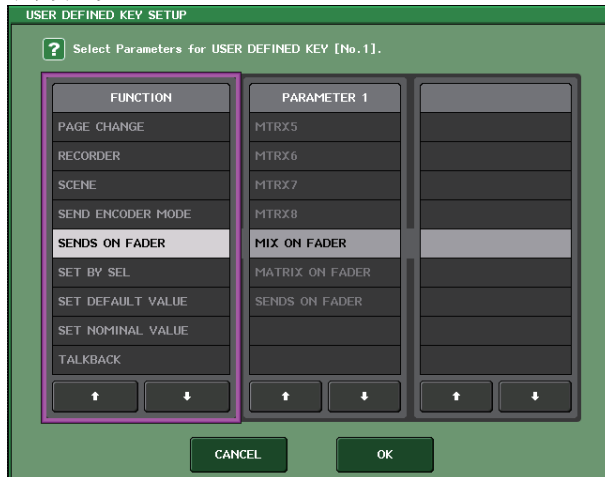 USER DEFINED KEY SETUP
? Select Parameters for USER DEFINED KEY [No.1].
FUNCTION
PAGE CHANGE
RECORDER
SCENE
SEND ENCODER MODE
SENDS ON FADER
SET BY SEL
SET DEFAULT VALUE
SET NOMINAL VALUE
TALKBACK
PARAMETER 1
MTRX5
MTRX6
MTRX7
MTRX8
MIX ON FADER
MATRIX ON FADER
SENDS ON FADER
CANCEL
OK